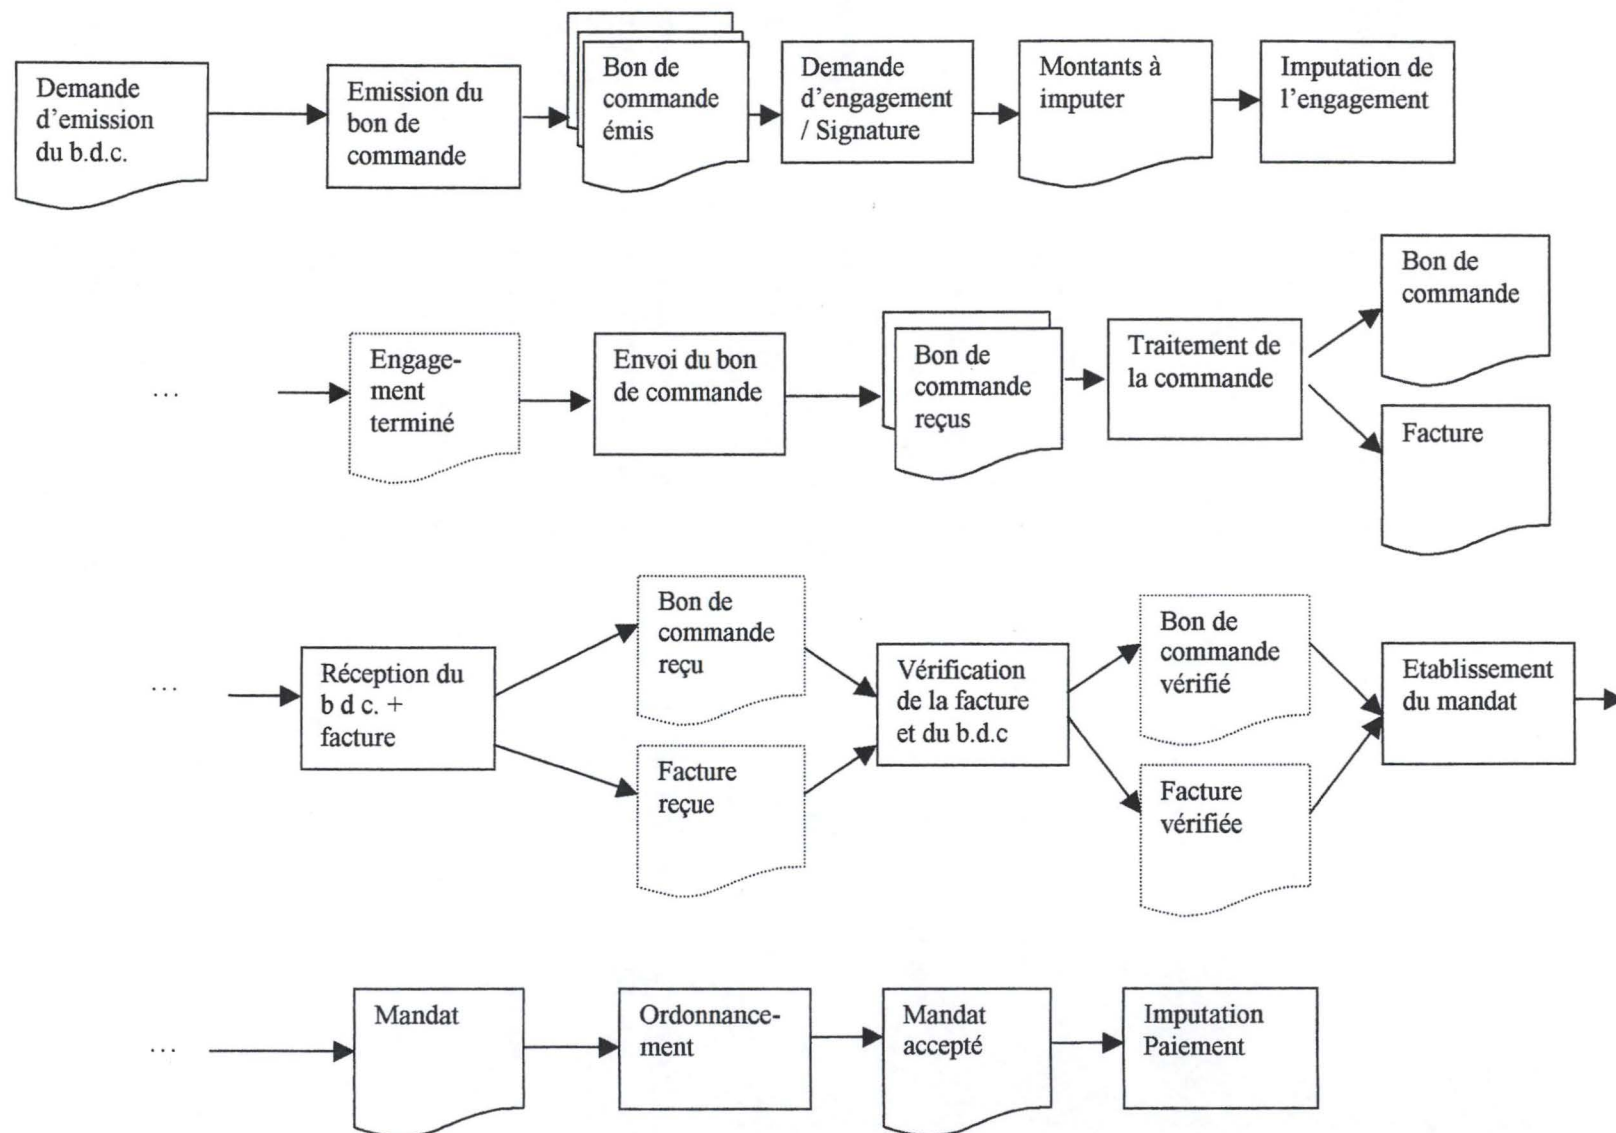 Demande
d'emission
du b.d.c.
Emission du
bon de
commande
Bon de
commande
émis
Demande
d'engagement
/ Signature
Montants à
imputer
Imputation de
l'engagement
...
Engage-
ment
terminé
Envoi du bon
de commande
Bon de
commande
reçus
Traitement de
la commande
Bon de
commande
Facture
...
Réception du
b d c. +
facture
Bon de
commande
reçu
Facture
reçue
Vérification
de la facture
et du b.d.c
Bon de
commande
vérifié
Facture
vérifiée
Etablissement
du mandat
...
Mandat
Ordonnance-
ment
Mandat
accepté
Imputation
Paiement